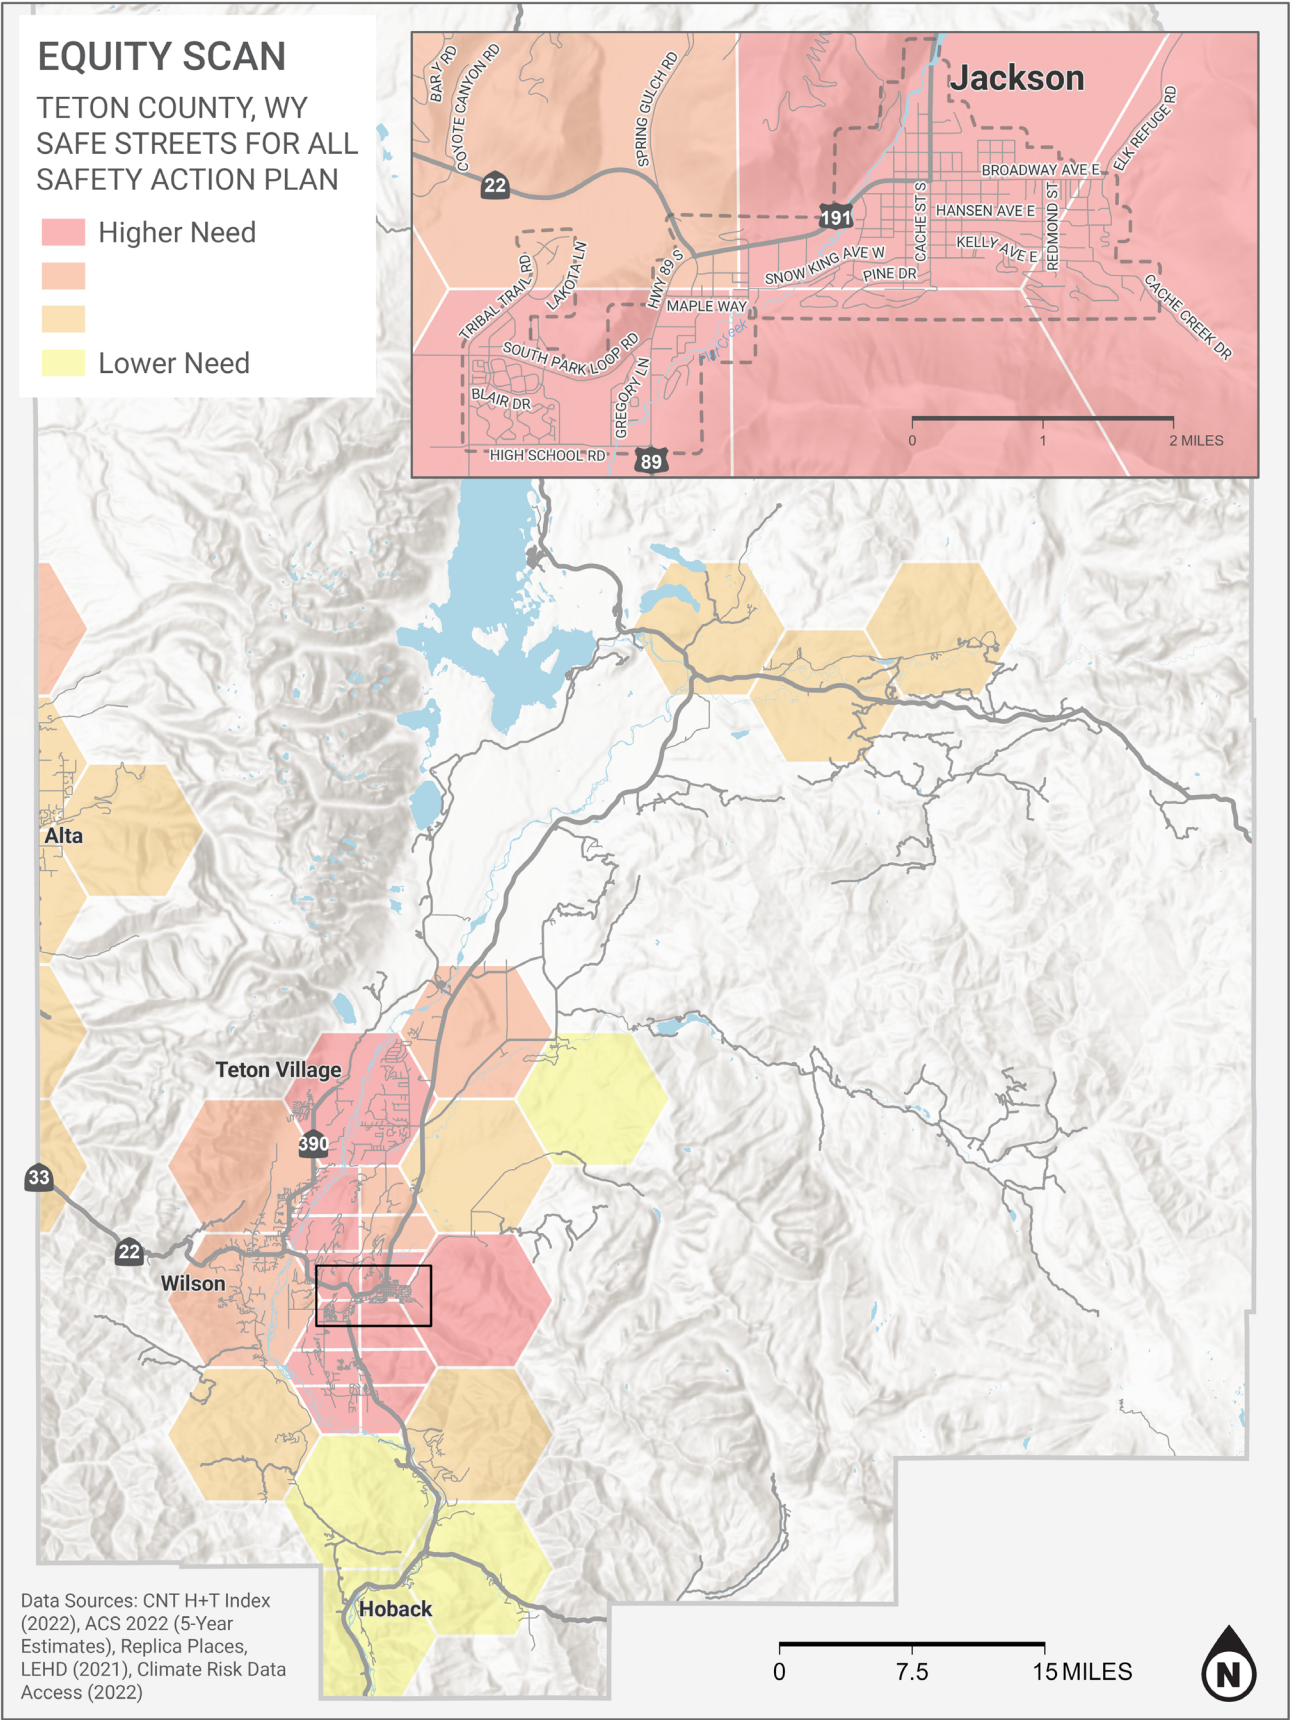 EQUITY SCAN
TETON COUNTY, WY
SAFE STREETS FOR ALL
SAFETY ACTION PLAN
Higher Need
Lower Need
Jackson
BAR Y RD
COYOTE CANYON RD
SPRING GULCH RD
ELK REFUGE RD
22
BROADWAY AVE E
191
CACHE ST S
HANSEN AVE E
REDMOND ST
KELLY AVE E
SNOW KING AVE W
PINE DR
HWY 89 S
LAKOTA LN
TRIBAL TRAIL RD
MAPLE WAY
CACHE CREEK DR
Flat Creek
SOUTH PARK LOOP RD
GREGORY LN
BLAIR DR
HIGH SCHOOL RD
89
0 1 2 MILES
Alta
Teton Village
390
33
22
Wilson
Hoback
Data Sources: CNT H+T Index
(2022), ACS 2022 (5-Year
Estimates), Replica Places,
LEHD (2021), Climate Risk Data
Access (2022)
0 7.5 15 MILES
N